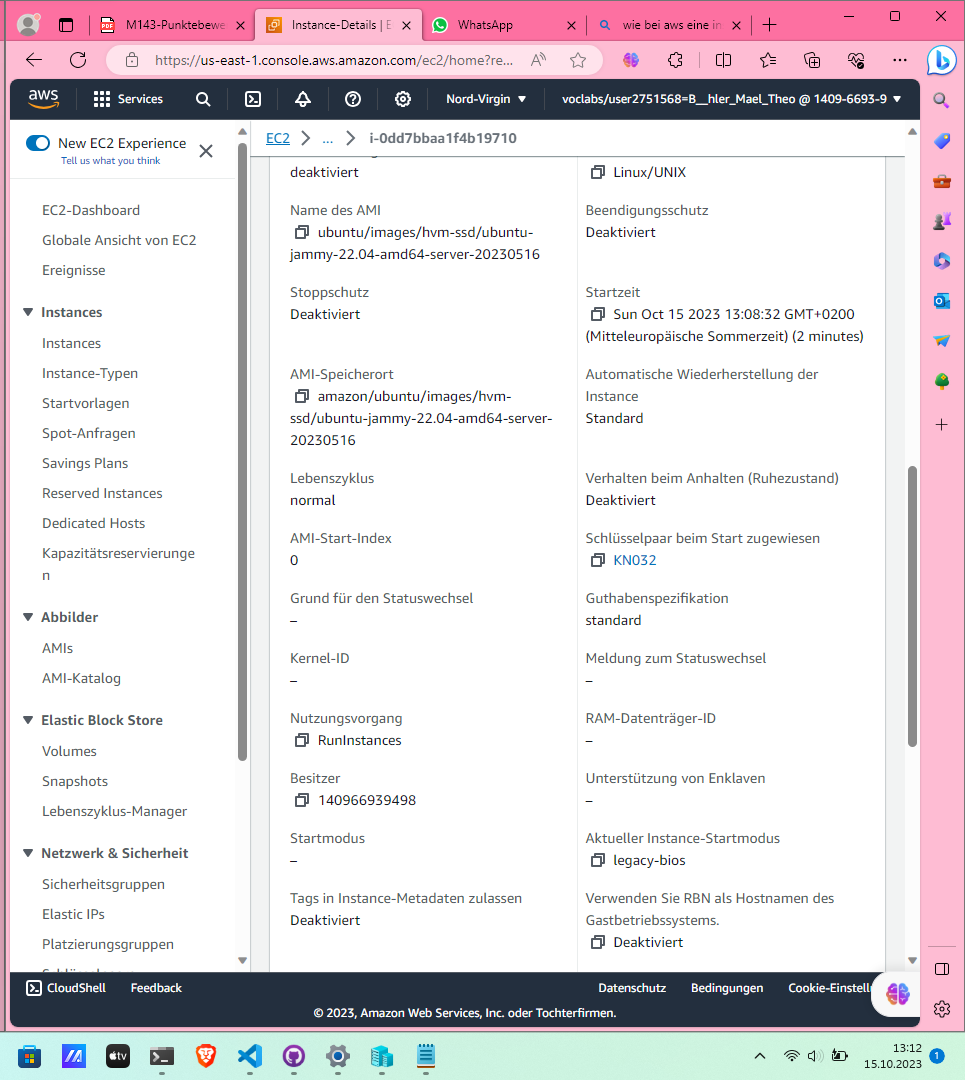 M143-Punktebewe
Instance-Details | E
WhatsApp
wie bei aws eine in
https://us-east-1.console.aws.amazon.com/ec2/home?re...
aws
Services
Nord-Virgin
voclabs/user2751568=B__hler_Mael_Theo @ 1409-6693-9
New EC2 Experience
Tell us what you think
EC2-Dashboard
Globale Ansicht von EC2
Ereignisse
Instances
Instances
Instance-Typen
Startvorlagen
Spot-Anfragen
Savings Plans
Reserved Instances
Dedicated Hosts
Kapazitätsreservierunge
n
Abbilder
AMIs
AMI-Katalog
Elastic Block Store
Volumes
Snapshots
Lebenszyklus-Manager
Netzwerk & Sicherheit
Sicherheitsgruppen
Elastic IPs
Platzierungsgruppen
EC2
...
i-0dd7bbaa1f4b19710
deaktiviert
Linux/UNIX
Name des AMI
ubuntu/images/hvm-ssd/ubuntu-
jammy-22.04-amd64-server-20230516
Beendigungsschutz
Deaktiviert
Stoppschutz
Deaktiviert
Startzeit
Sun Oct 15 2023 13:08:32 GMT+0200
(Mitteleuropäische Sommerzeit) (2 minutes)
AMI-Speicherort
amazon/ubuntu/images/hvm-
ssd/ubuntu-jammy-22.04-amd64-server-
20230516
Automatische Wiederherstellung der
Instance
Standard
Lebenszyklus
normal
Verhalten beim Anhalten (Ruhezustand)
Deaktiviert
AMI-Start-Index
0
Schlüsselpaar beim Start zugewiesen
KN032
Grund für den Statuswechsel
–
Guthabenspezifikation
standard
Kernel-ID
–
Meldung zum Statuswechsel
–
Nutzungsvorgang
RunInstances
RAM-Datenträger-ID
–
Besitzer
140966939498
Unterstützung von Enklaven
–
Startmodus
–
Aktueller Instance-Startmodus
legacy-bios
Tags in Instance-Metadaten zulassen
Deaktiviert
Verwenden Sie RBN als Hostnamen des
Gastbetriebssystems.
Deaktiviert
CloudShell
Feedback
Datenschutz
Bedingungen
Cookie-Einstell
© 2023, Amazon Web Services, Inc. oder Tochterfirmen.
tv
13:12
15.10.2023
1